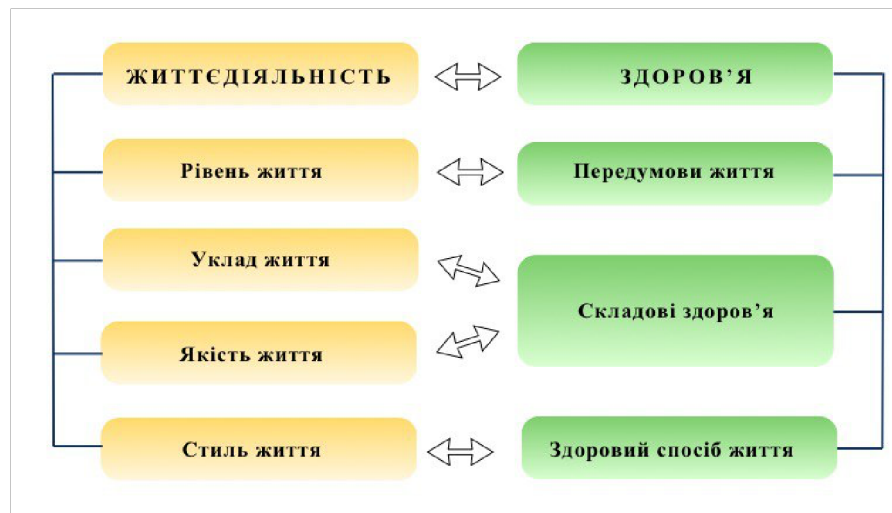 ЖИТТЄДІЯЛЬНІСТЬ
ЗДОРОВ’Я
Рівень життя
Передумови життя
Уклад життя
Складові здоров’я
Якість життя
Стиль життя
Здоровий спосіб життя